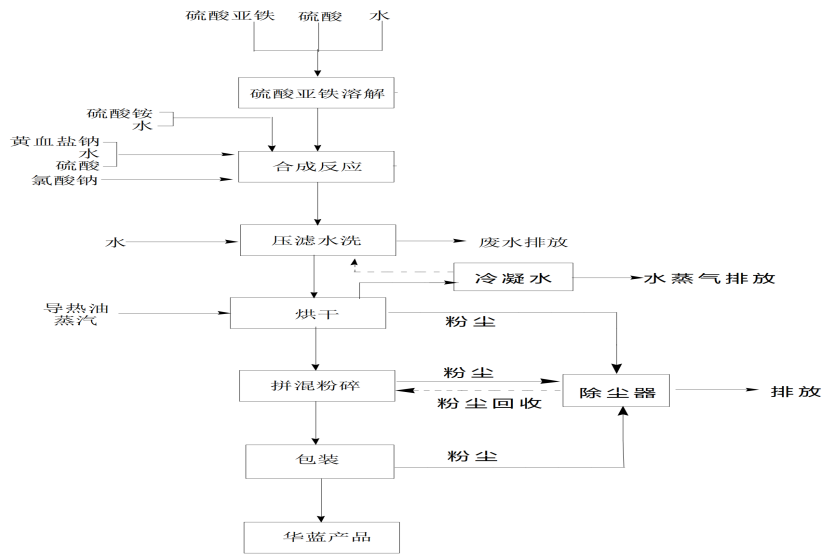 硫酸亚铁 硫酸 水
硫酸亚铁溶解
硫酸铵
水
黄血盐钠
水
硫酸
氯酸钠
合成反应
水
压滤水洗
废水排放
冷凝水
水蒸气排放
导热油
蒸汽
烘干
粉尘
拼混粉碎
粉尘
粉尘回收
除尘器
排放
包装
粉尘
华蓝产品